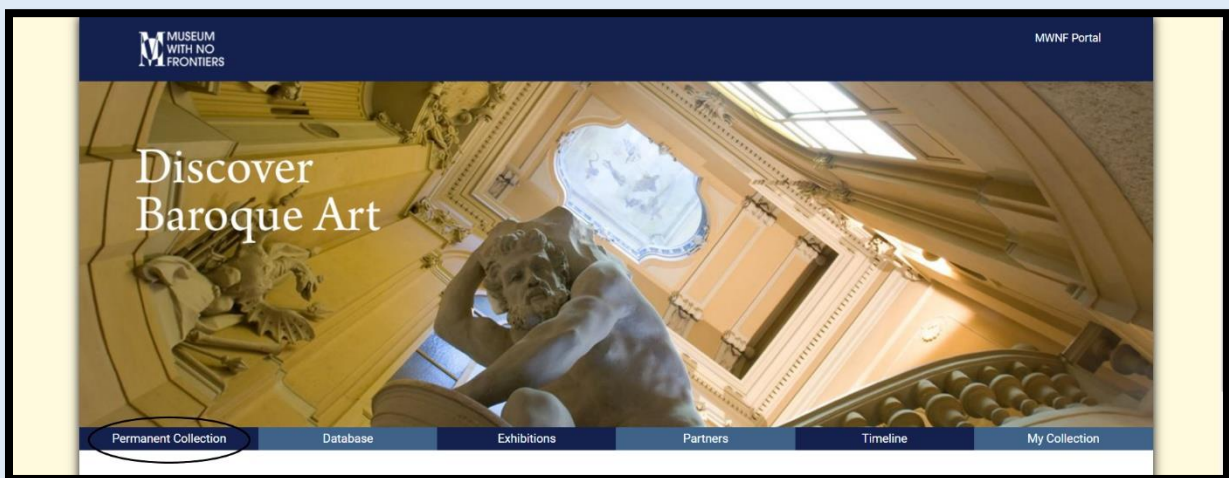 MUSEUM
WITH NO
FRONTIERS
MWNF Portal
Discover
Baroque Art
Permanent Collection Database Exhibitions Partners Timeline My Collection